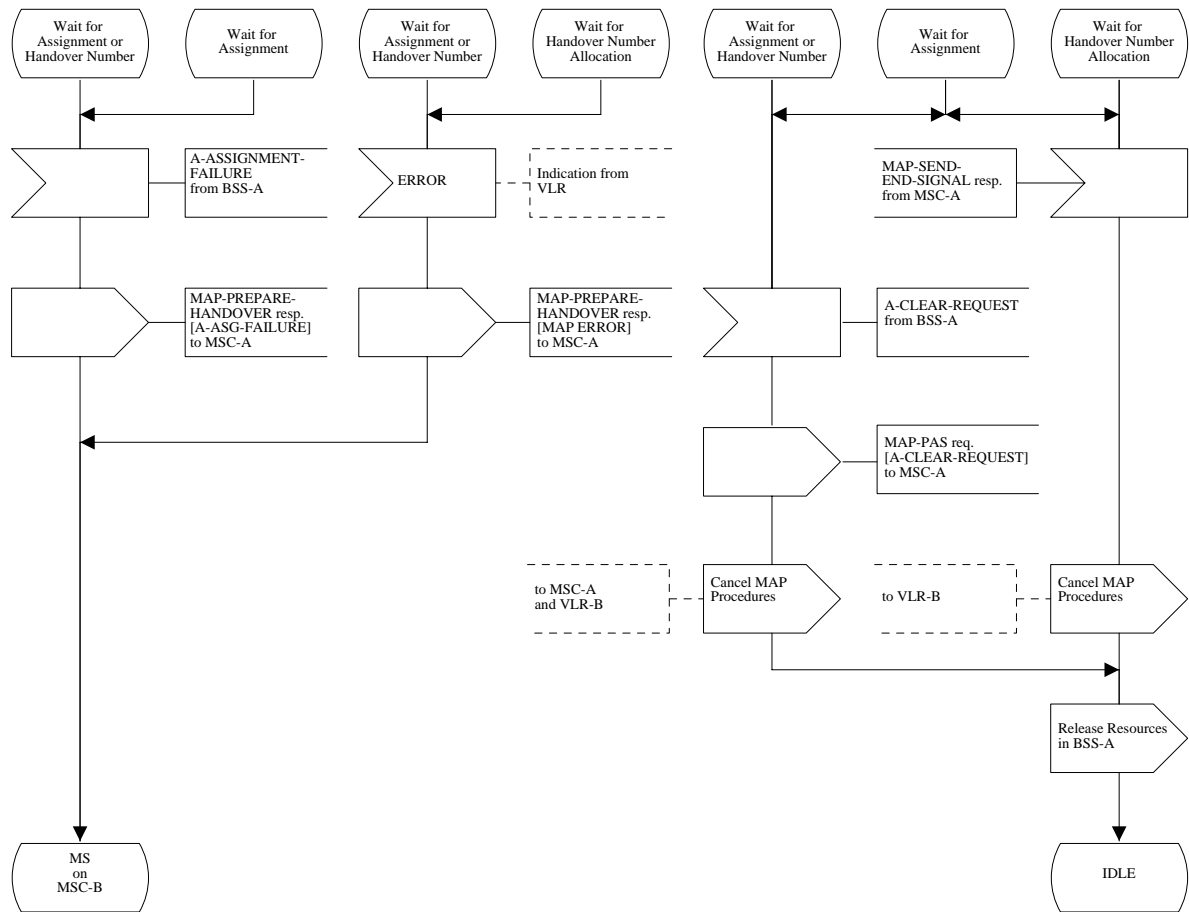 Wait for
Assignment or
Handover Number
Wait for
Assignment
Wait for
Assignment or
Handover Number
Wait for
Handover Number
Allocation
Wait for
Assignment or
Handover Number
Wait for
Assignment
Wait for
Handover Number
Allocation
A-ASSIGNMENT-
FAILURE
from BSS-A
ERROR
Indication from
VLR
MAP-SEND-
END-SIGNAL resp.
from MSC-A
MAP-PREPARE-
HANDOVER resp.
[A-ASG-FAILURE]
to MSC-A
MAP-PREPARE-
HANDOVER resp.
[MAP ERROR]
to MSC-A
A-CLEAR-REQUEST
from BSS-A
MAP-PAS req.
[A-CLEAR-REQUEST]
to MSC-A
to MSC-A
and VLR-B
Cancel MAP
Procedures
to VLR-B
Cancel MAP
Procedures
Release Resources
in BSS-A
MS
on
MSC-B
IDLE